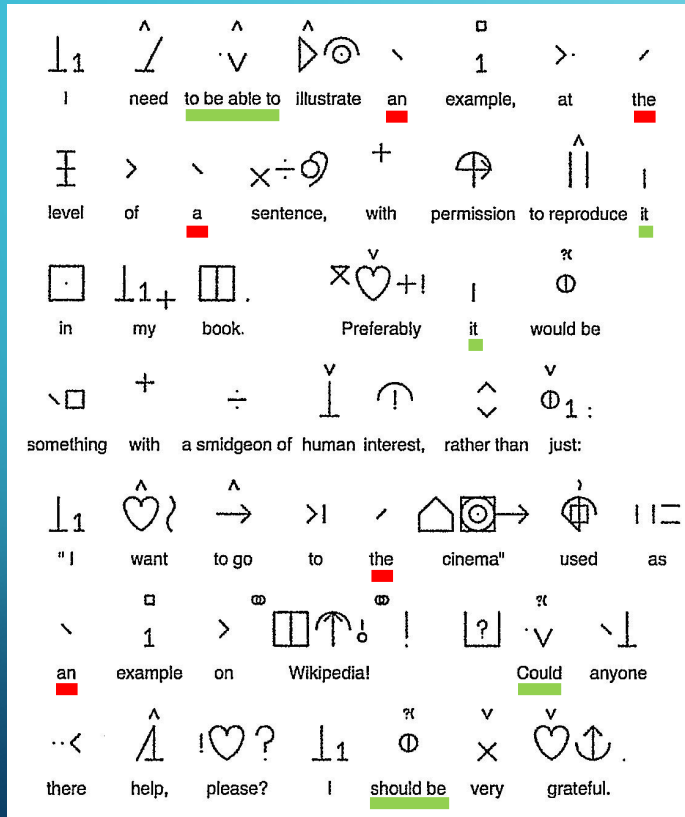 I need to be able to illustrate an example, at the
level of a sentence, with permission to reproduce it
in my book. Preferably it would be
something with a smidgeon of human interest, rather than just:
" I want to go to the cinema" used as
an example on Wikipedia! Could anyone
there help, please? I should be very grateful.